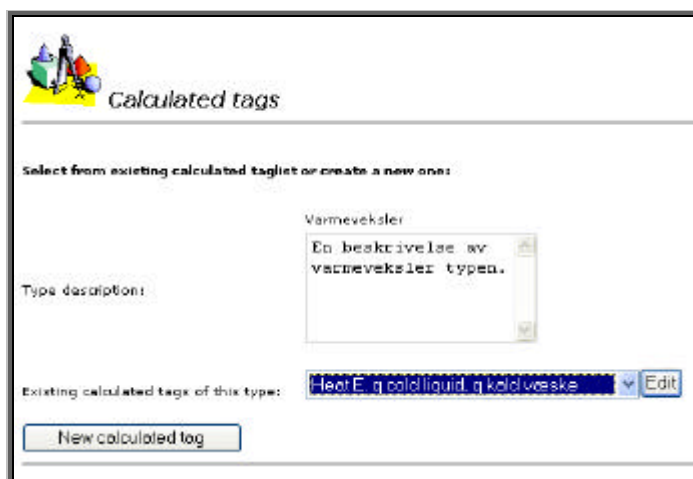 Calculated tags
Select from existing calculated taglist or create a new one:
Varmeveksler
En beskrivelse av
varmeveksler typen.
Type description:
Existing calculated tags of this type:
Heat E, q cold liquid, q kald væske
Edit
New calculated tag